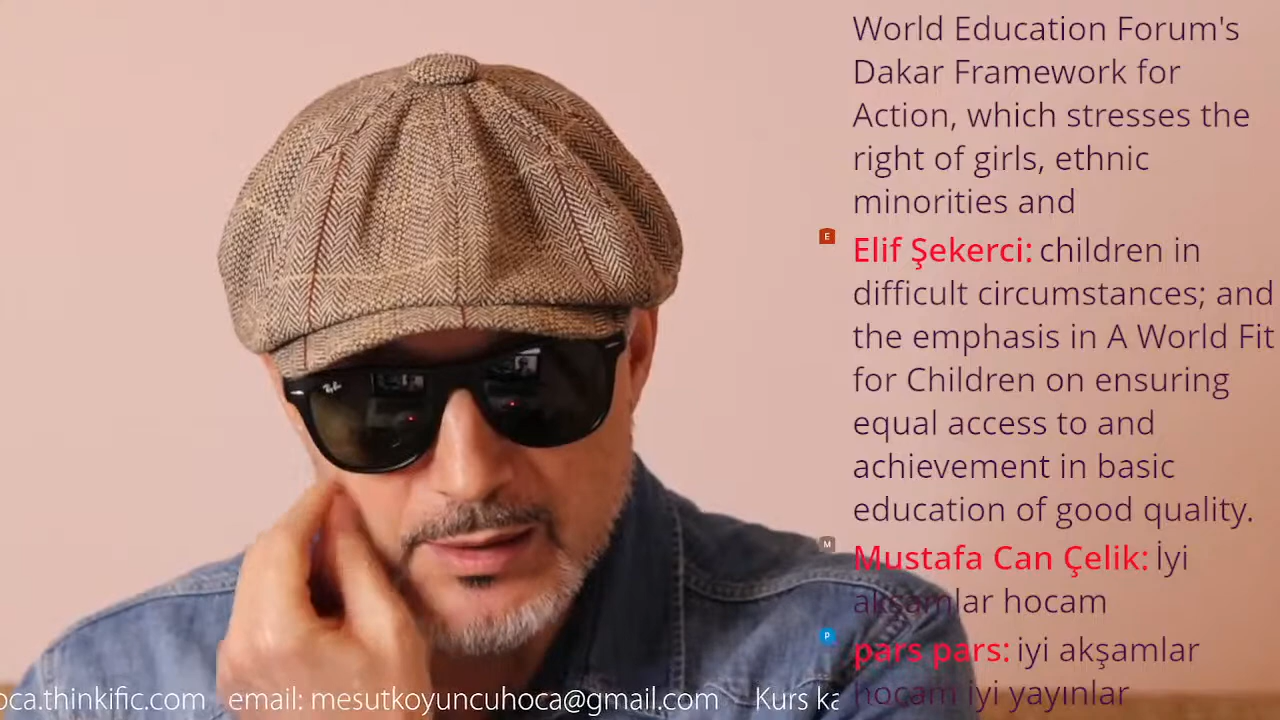 World Education Forum's
Dakar Framework for
Action, which stresses the
right of girls, ethnic
minorities and
E
Elif Şekerci: children in
difficult circumstances; and
the emphasis in A World Fit
for Children on ensuring
equal access to and
achievement in basic
education of good quality.
M
Mustafa Can Çelik: İyi
akşamlar hocam
P
pars pars: iyi akşamlar
hocam iyi yayınlar
Ray-Ban
oca.thinkific.com email: mesutkoyuncuhoca@gmail.com Kurs ka